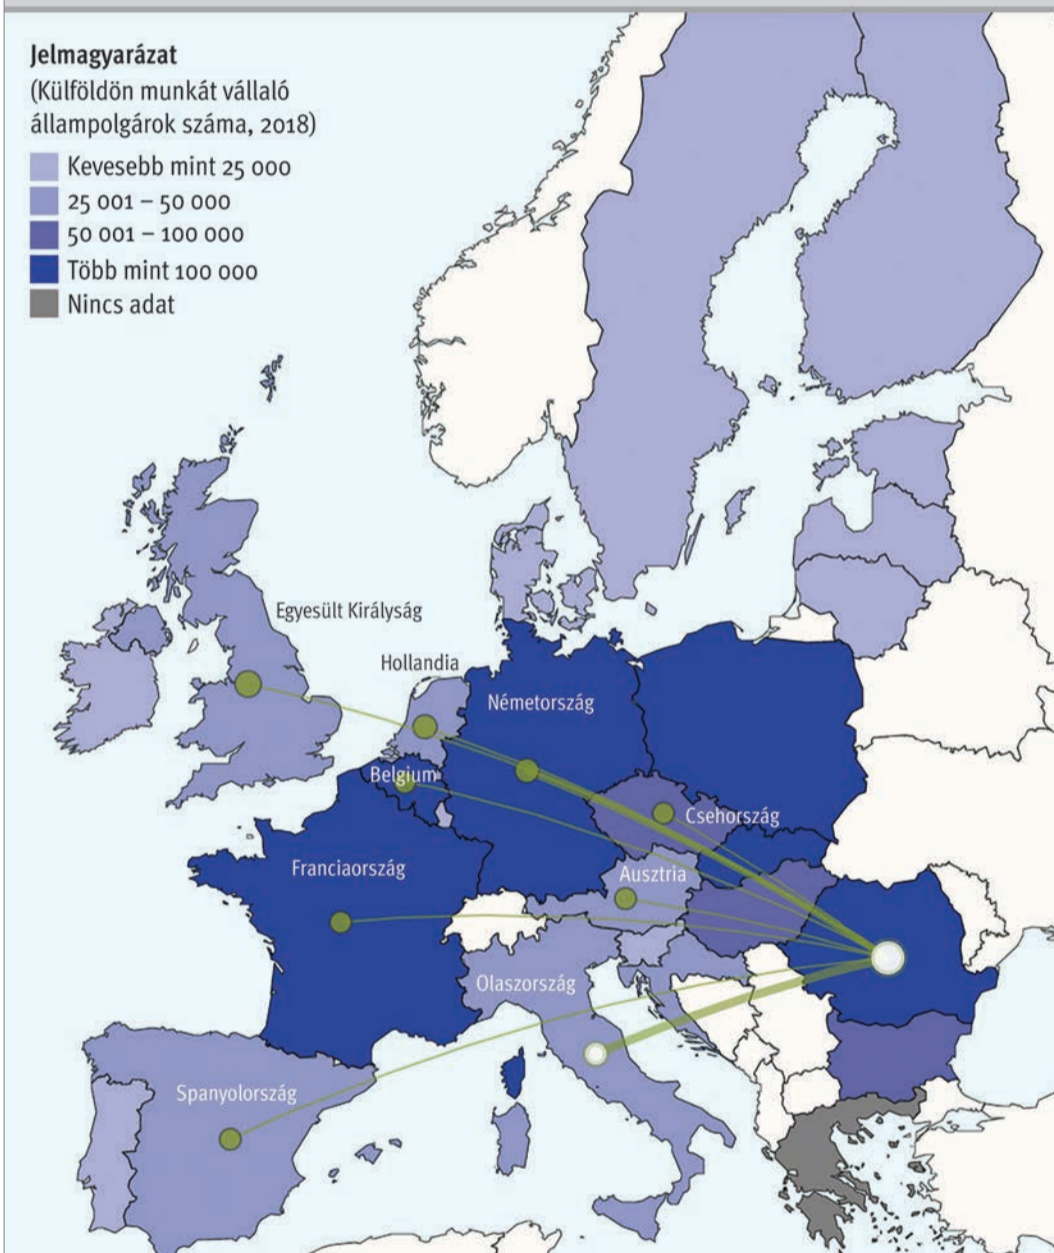 Jelmagyarázat
(Külföldön munkát vállaló
állampolgárok száma, 2018)
Kevesebb mint 25 000
25 001 – 50 000
50 001 – 100 000
Több mint 100 000
Nincs adat
Egyesült Királyság
Hollandia
Németország
Belgium
Csehország
Franciaország
Ausztria
Olaszország
Spanyolország